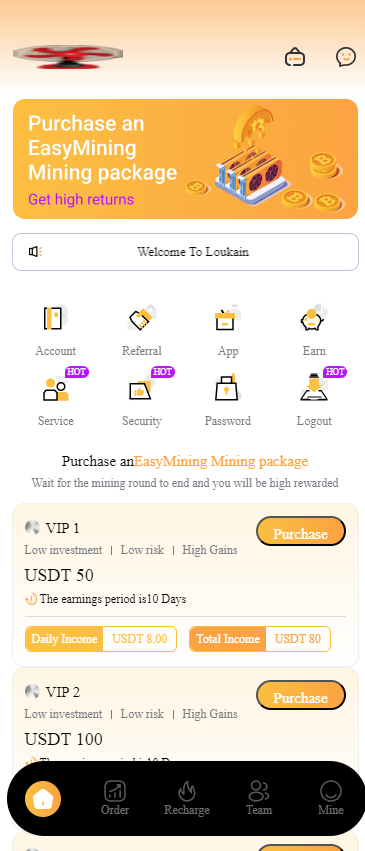 Purchase an
EasyMining
Mining package
Get high returns
Welcome To Loukain
Account
Referral
App
Earn
HOT
HOT
HOT
Service
Security
Password
Logout
Purchase anEasyMining Mining package
Wait for the mining round to end and you will be high rewarded
VIP 1
Purchase
Low investment | Low risk | High Gains
USDT 50
The earnings period is10 Days
Daily Income USDT 8.00 Total Income USDT 80
VIP 2
Purchase
Low investment | Low risk | High Gains
USDT 100
Order
Recharge
Team
Mine